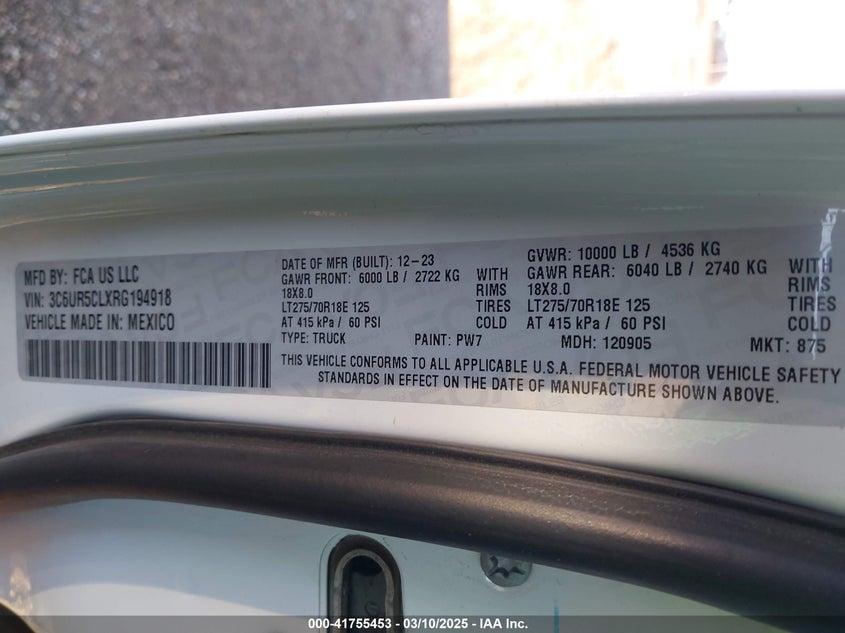 MFD BY: FCA US LLC
VIN: 3C6UR5CLXRG194918
VEHICLE MADE IN: MEXICO
DATE OF MFR (BUILT): 12-23
GVWR: 10000 LB / 4536 KG
GAWR FRONT: 6000 LB / 2722 KG WITH
GAWR REAR: 6040 LB / 2740 KG WITH
18X8.0 RIMS
18X8.0 RIMS
LT275/70R18E 125 TIRES
LT275/70R18E 125 TIRES
AT 415 kPa / 60 PSI COLD
AT 415 kPa / 60 PSI COLD
TYPE: TRUCK PAINT: PW7 MDH: 120905 MKT: 875
THIS VEHICLE CONFORMS TO ALL APPLICABLE U.S.A. FEDERAL MOTOR VEHICLE SAFETY
STANDARDS IN EFFECT ON THE DATE OF MANUFACTURE SHOWN ABOVE.
000-41755453 - 03/10/2025 - IAA Inc.